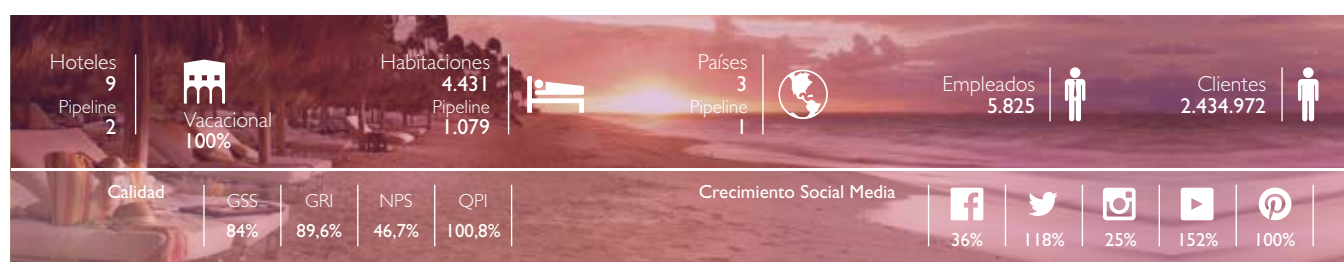 Hoteles
9
Pipeline
2
Vacacional
100%
Habitaciones
4.431
Pipeline
1.079
Países
3
Pipeline
1
Empleados
5.825
Clientes
2.434.972
Calidad
GSS
84%
GRI
89,6%
NPS
46,7%
QPI
100,8%
Crecimiento Social Media
36%
118%
25%
152%
100%